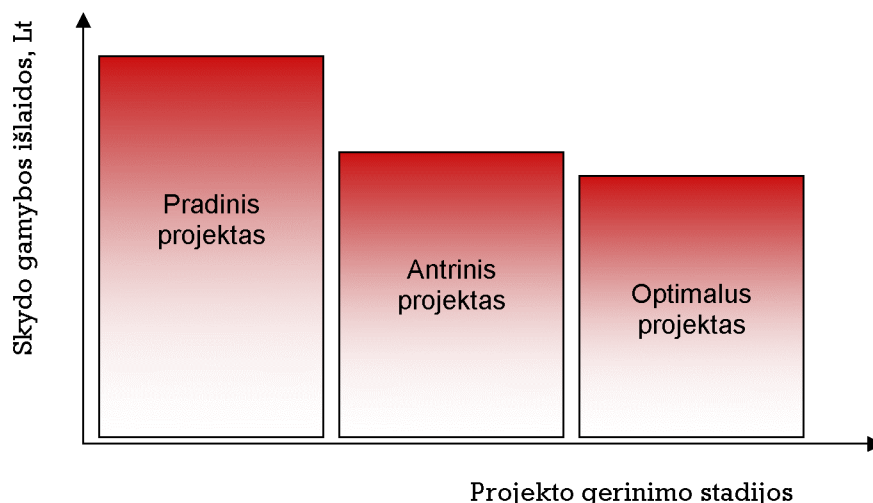 Skydo gamybos išlaidos, Lt
Pradinis
projektas
Antrinis
projektas
Optimalus
projektas
Projekto gerinimo stadijos